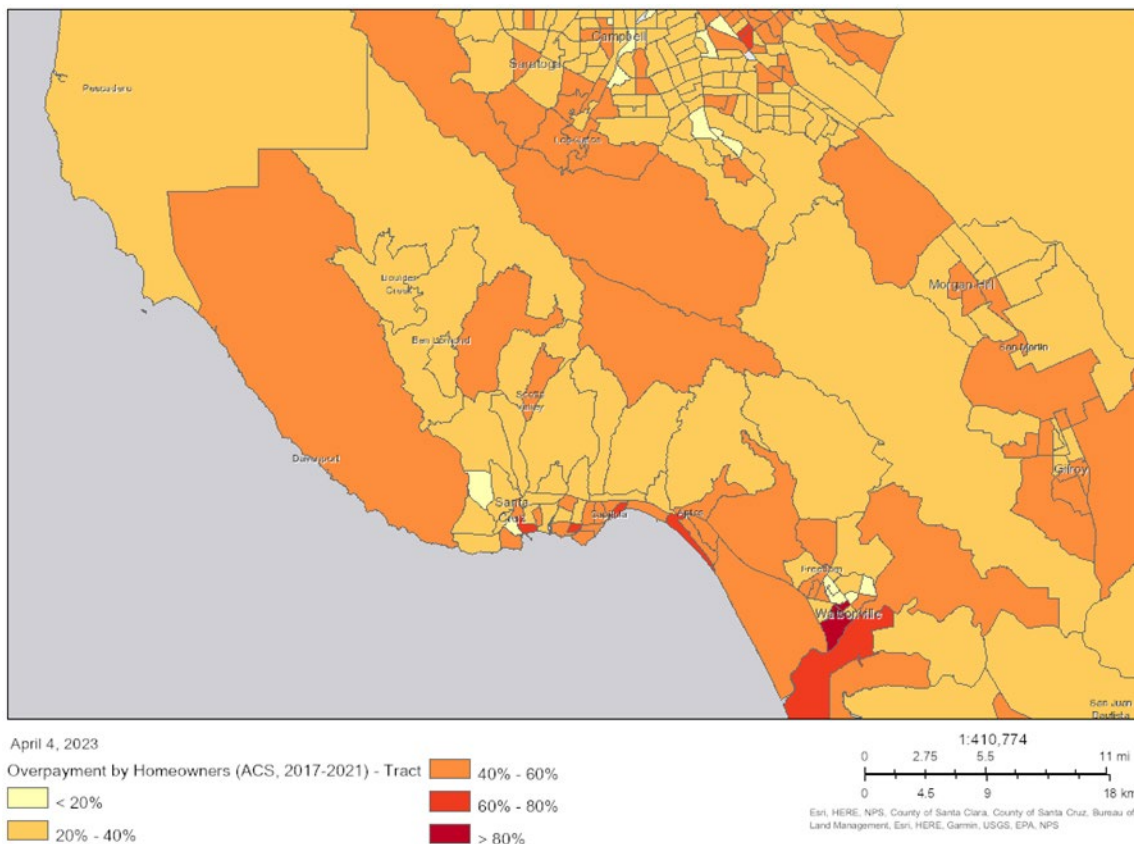 Campbell
Saratoga
Pescadero
Los Gatos
Boulder
Creek
Morgan Hill
Ben Lomond
San Martin
Scotts
Valley
Davenport
Gilroy
Santa
Cruz
Capitola
Aptos
Freedom
Watsonville
San Juan
Bautista
April 4, 2023
Overpayment by Homeowners (ACS, 2017-2021) - Tract
< 20%
20% - 40%
40% - 60%
60% - 80%
> 80%
1:410,774
0 2.75 5.5 11 mi
0 4.5 9 18 km
Esri, HERE, NPS, County of Santa Clara, County of Santa Cruz, Bureau of
Land Management, Esri, HERE, Garmin, USGS, EPA, NPS